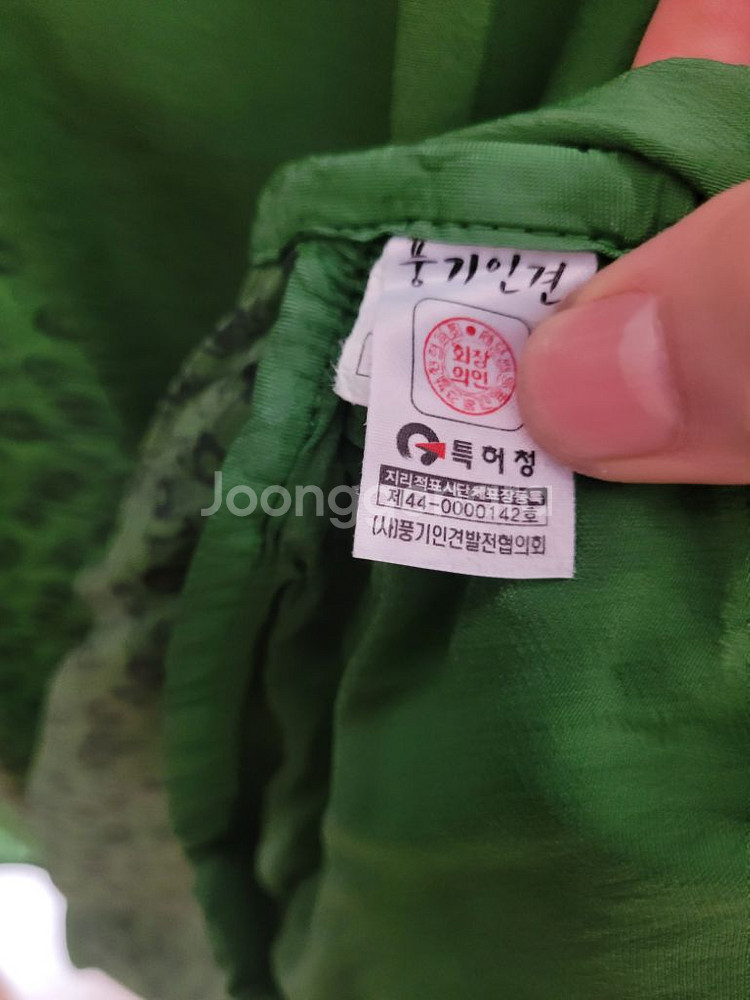 풍기인견
회장
의인
특허청
지리적표시단체표장등록
제44-0000142호
(사)풍기인견발전협의회